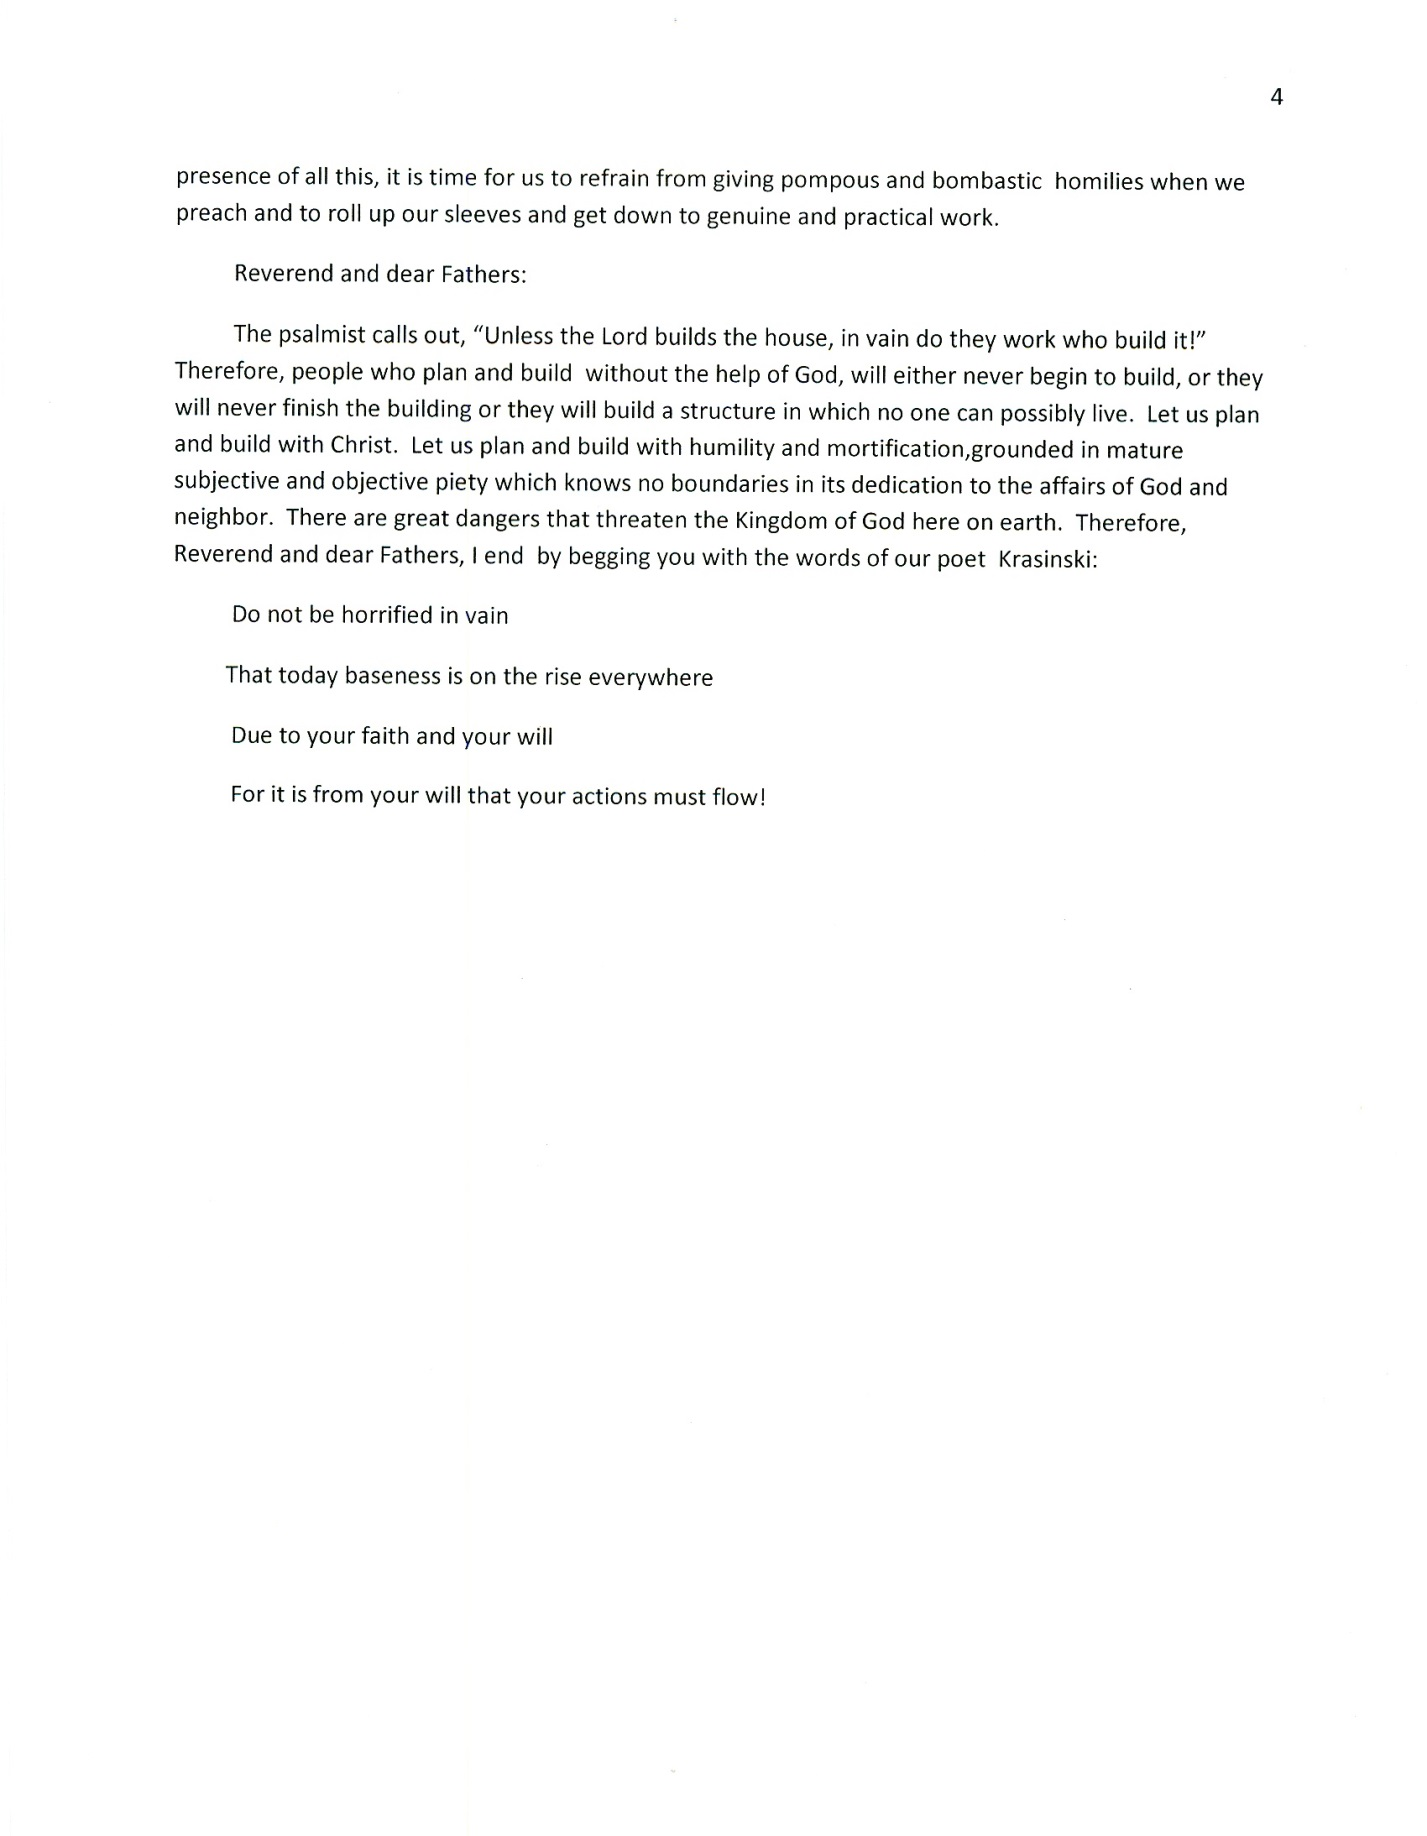 4
presence of all this, it is time for us to refrain from giving pompous and bombastic  homilies when we
preach and to roll up our sleeves and get down to genuine and practical work.
Reverend and dear Fathers:
The psalmist calls out, “Unless the Lord builds the house, in vain do they work who build it!”
Therefore, people who plan and build  without the help of God, will either never begin to build, or they
will never finish the building or they will build a structure in which no one can possibly live.  Let us plan
and build with Christ.  Let us plan and build with humility and mortification,grounded in mature
subjective and objective piety which knows no boundaries in its dedication to the affairs of God and
neighbor.  There are great dangers that threaten the Kingdom of God here on earth.  Therefore,
Reverend and dear Fathers, I end  by begging you with the words of our poet  Krasinski:
Do not be horrified in vain
That today baseness is on the rise everywhere
Due to your faith and your will
For it is from your will that your actions must flow!